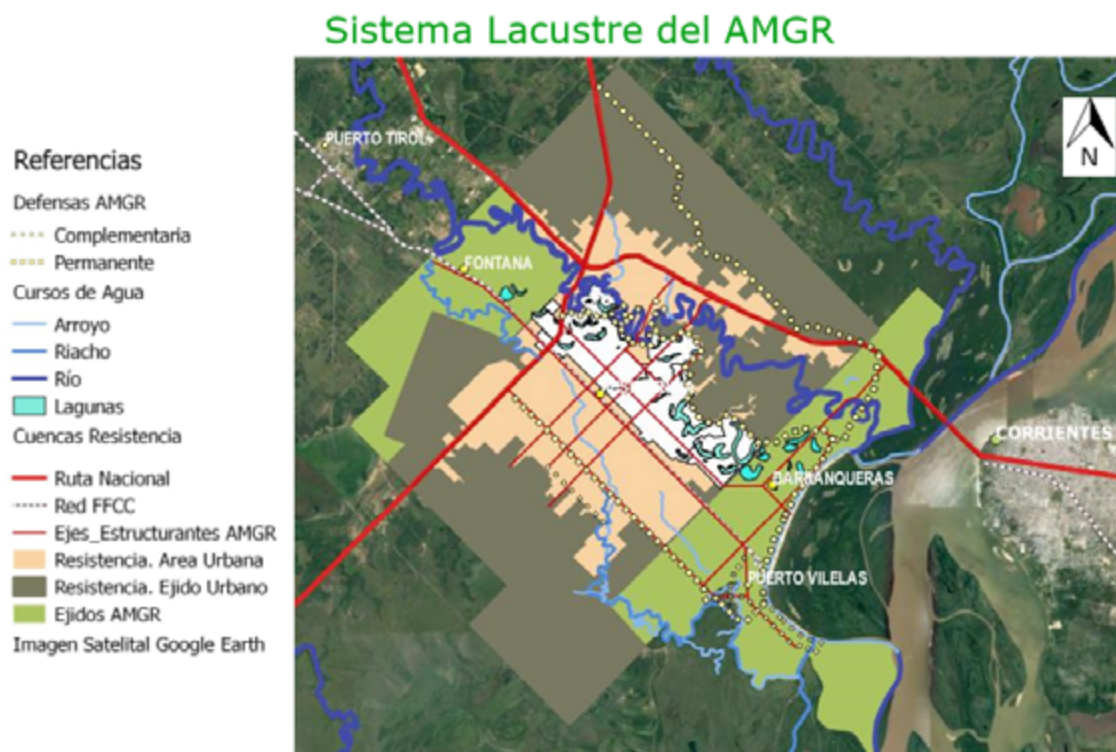 Sistema Lacustre del AMGR
Referencias
Defensas AMGR
Complementaria
Permanente
Cursos de Agua
Arroyo
Riacho
Río
Lagunas
Cuencas Resistencia
Ruta Nacional
Red FFCC
Ejes_Estructurantes AMGR
Resistencia. Area Urbana
Resistencia. Ejido Urbano
Ejidos AMGR
Imagen Satelital Google Earth
N
PUERTO TIROL
FONTANA
CORRIENTES
BARRANQUERAS
PUERTO VILELAS